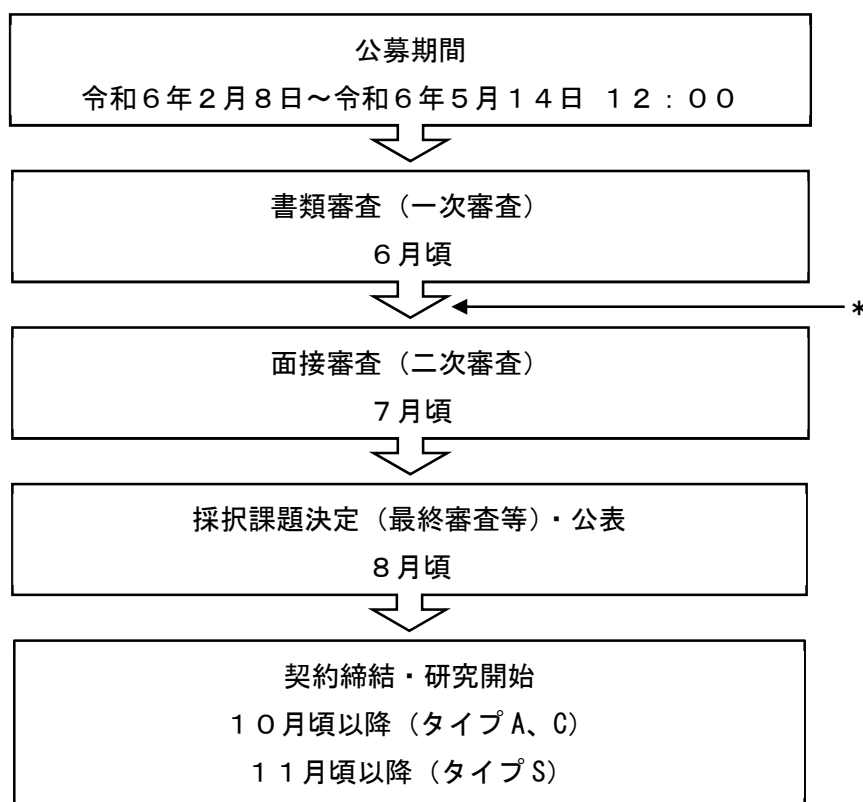 公募期間
令和６年２月８日～令和６年５月１４日 １２：００
書類審査（一次審査）
６月頃
*
面接審査（二次審査）
７月頃
採択課題決定（最終審査等）・公表
８月頃
契約締結・研究開始
１０月頃以降（タイプ A、C）
１１月頃以降（タイプ S）